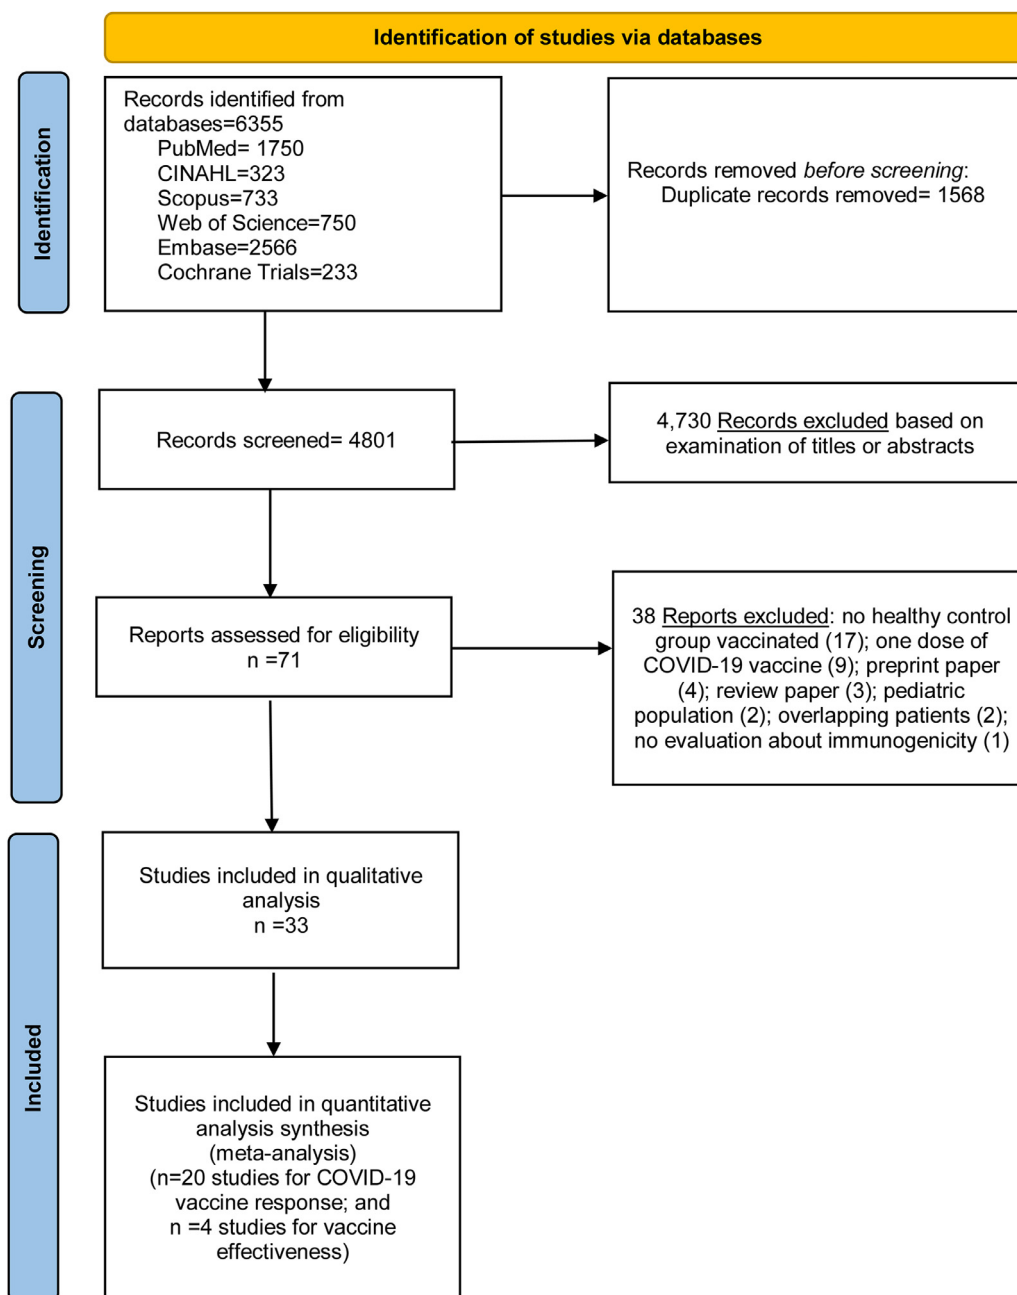 Identification of studies via databases
Identification
Records identified from
databases=6355
PubMed= 1750
CINAHL=323
Scopus=733
Web of Science=750
Embase=2566
Cochrane Trials=233
Records removed before screening:
Duplicate records removed= 1568
Screening
Records screened= 4801
4,730 Records excluded based on
examination of titles or abstracts
Reports assessed for eligibility
n =71
38 Reports excluded: no healthy control
group vaccinated (17); one dose of
COVID-19 vaccine (9); preprint paper
(4); review paper (3); pediatric
population (2); overlapping patients (2);
no evaluation about immunogenicity (1)
Included
Studies included in qualitative
analysis
n =33
Studies included in quantitative
analysis synthesis
(meta-analysis)
(n=20 studies for COVID-19
vaccine response; and
n =4 studies for vaccine
effectiveness)